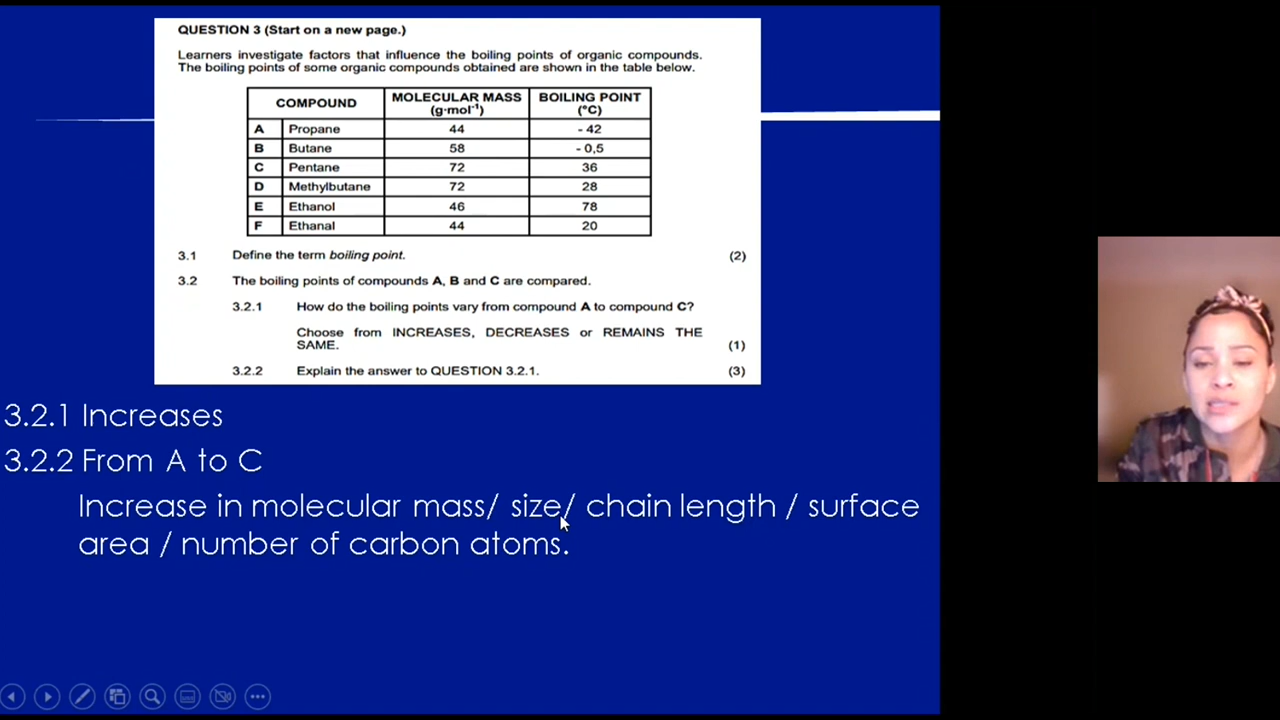 QUESTION 3 (Start on a new page.)
Learners investigate factors that influence the boiling points of organic compounds.
The boiling points of some organic compounds obtained are shown in the table below.
COMPOUND MOLECULAR MASS (g·mol⁻¹) BOILING POINT (°C)
A Propane 44 - 42
B Butane 58 - 0,5
C Pentane 72 36
D Methylbutane 72 28
E Ethanol 46 78
F Ethanal 44 20
3.1 Define the term boiling point. (2)
3.2 The boiling points of compounds A, B and C are compared.
3.2.1 How do the boiling points vary from compound A to compound C?
Choose from INCREASES, DECREASES or REMAINS THE
SAME. (1)
3.2.2 Explain the answer to QUESTION 3.2.1. (3)
3.2.1 Increases
3.2.2 From A to C
Increase in molecular mass/ size/ chain length / surface
area / number of carbon atoms.